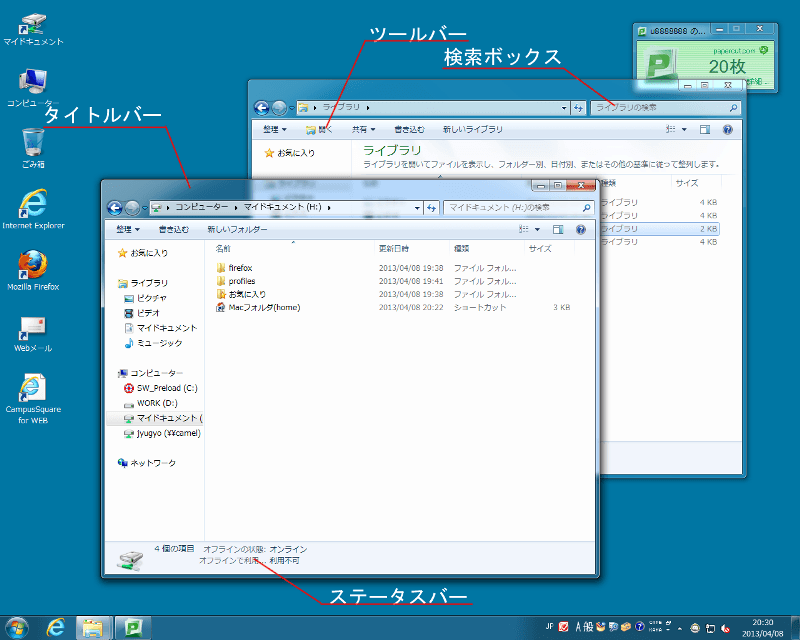 マイドキュメント
コンピューター
ごみ箱
Internet Explorer
Mozilla Firefox
Webメール
CampusSquare
for WEB
タイトルバー
ツールバー
検索ボックス
ステータスバー
u8888888 の...
papercut.com
20枚
詳細...
ライブラリ
ライブラリの検索
整理 開く 共有 書き込む 新しいライブラリ
お気に入り
ライブラリ
ライブラリを開いてファイルを表示し、フォルダー別、日付別、またはその他の基準に従って整列します。
種類 サイズ
ライブラリ 4 KB
ライブラリ 4 KB
ライブラリ 2 KB
ライブラリ 4 KB
コンピューター マイドキュメント (H:)
マイドキュメント (H:)の検索
整理 書き込む 新しいフォルダー
お気に入り
ライブラリ
ピクチャ
ビデオ
マイドキュメント
ミュージック
コンピューター
SW_Preload (C:)
WORK (D:)
マイドキュメント (
jyugyo (¥¥camel)
ネットワーク
名前 更新日時 種類 サイズ
firefox 2013/04/08 19:38 ファイル フォル...
profiles 2013/04/08 19:41 ファイル フォル...
お気に入り 2013/04/08 19:38 ファイル フォル...
Macフォルダ(home) 2013/04/08 20:22 ショートカット 3 KB
4 個の項目 オフラインの状態: オンライン
オフラインで利用... 利用不可
JP A 般
20:30
2013/04/08